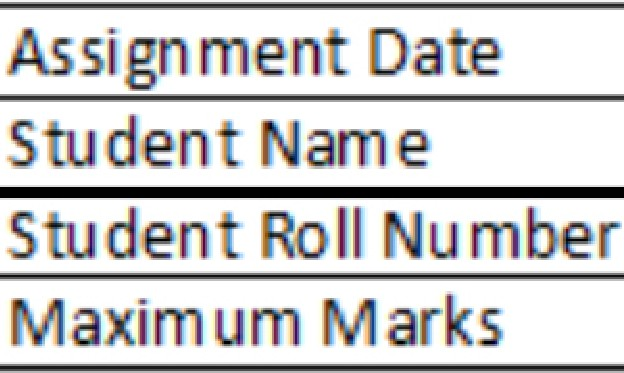 Assignment Date
Student Name
Student Roll Number
Maximum Marks